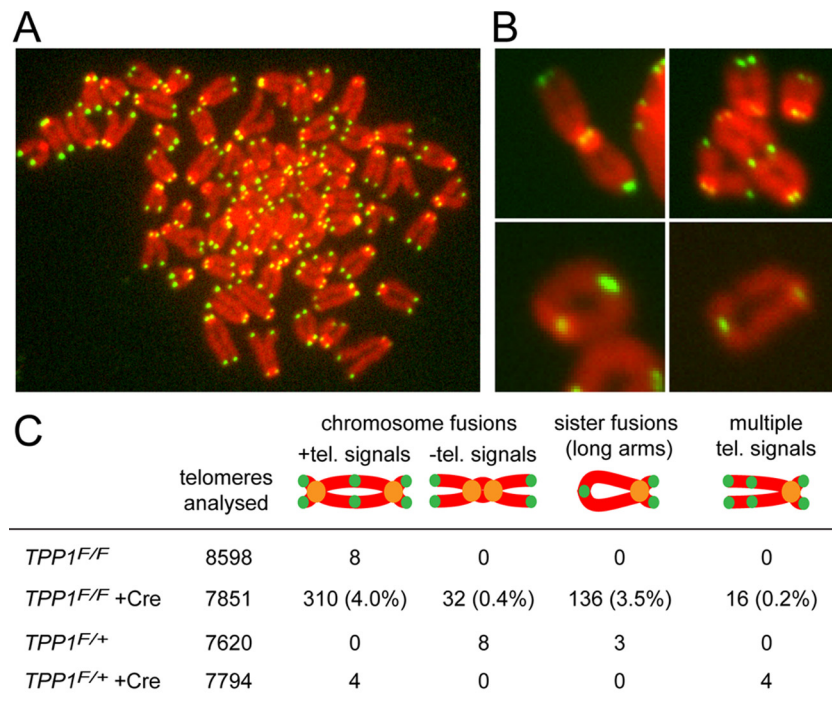 A
B
C
chromosome fusions
sister fusions
(long arms)
multiple
tel. signals
+tel. signals
-tel. signals
telomeres
analysed
TPP1F/F 8598 8 0 0 0
TPP1F/F +Cre 7851 310 (4.0%) 32 (0.4%) 136 (3.5%) 16 (0.2%)
TPP1F/+ 7620 0 8 3 0
TPP1F/+ +Cre 7794 4 0 0 4